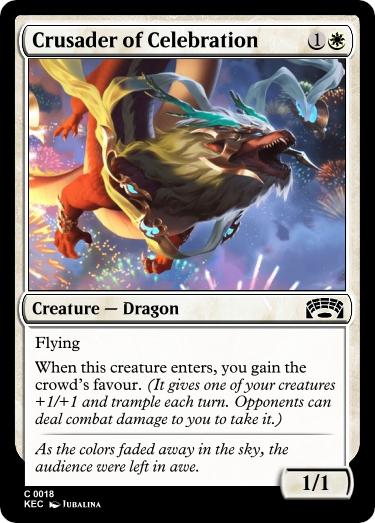 Crusader of Celebration 1
Creature — Dragon
Flying
When this creature enters, you gain the
crowd's favour. (It gives one of your creatures
+1/+1 and trample each turn. Opponents can
deal combat damage to you to take it.)
As the colors faded away in the sky, the
audience were left in awe.
1/1
C 0018
KEC JUBALINA